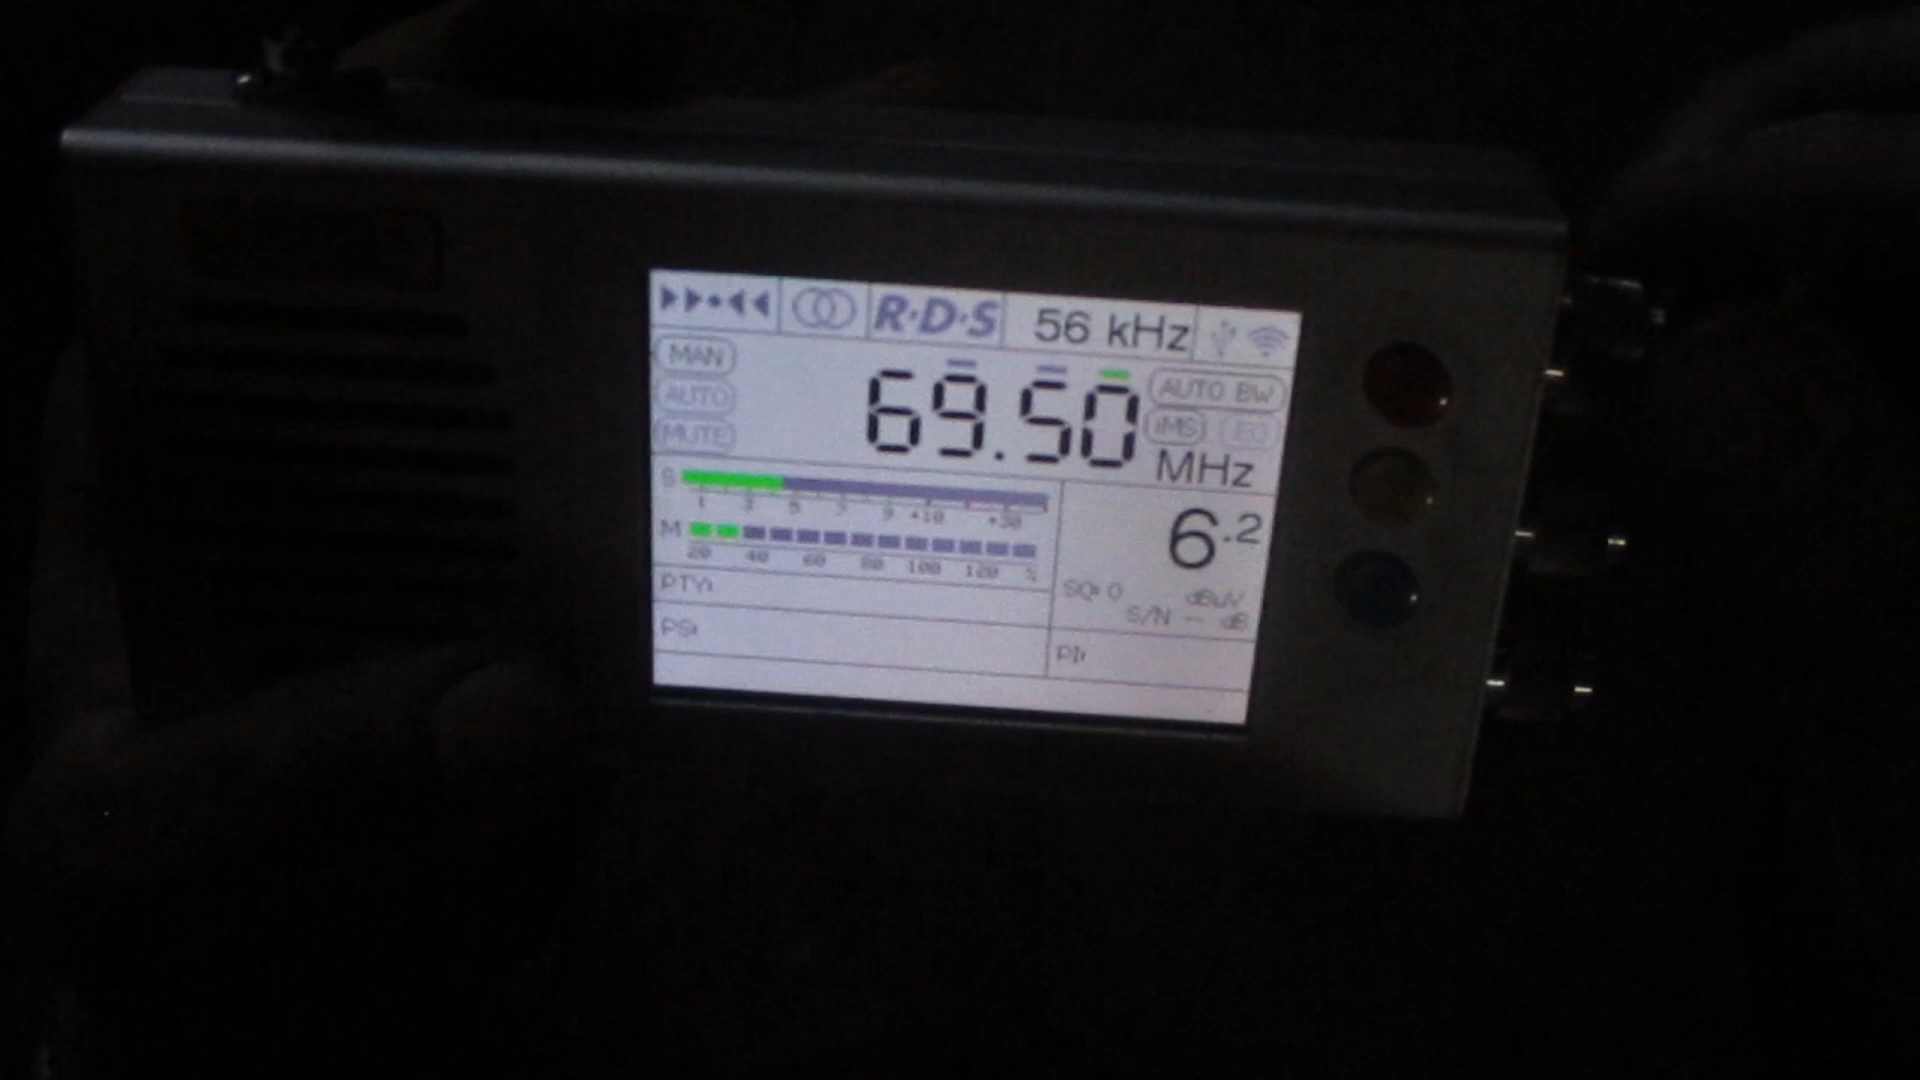 R·D·S 56 kHz
MAN
AUTO
MUTE
69.50 MHz
AUTO BW
iMS EQ
S
1 3 5 7 9 +10 +30
M
20 40 60 80 100 120 %
6.2
SQ: 0 dBuV
S/N -- dB
PTY:
PS:
PI: